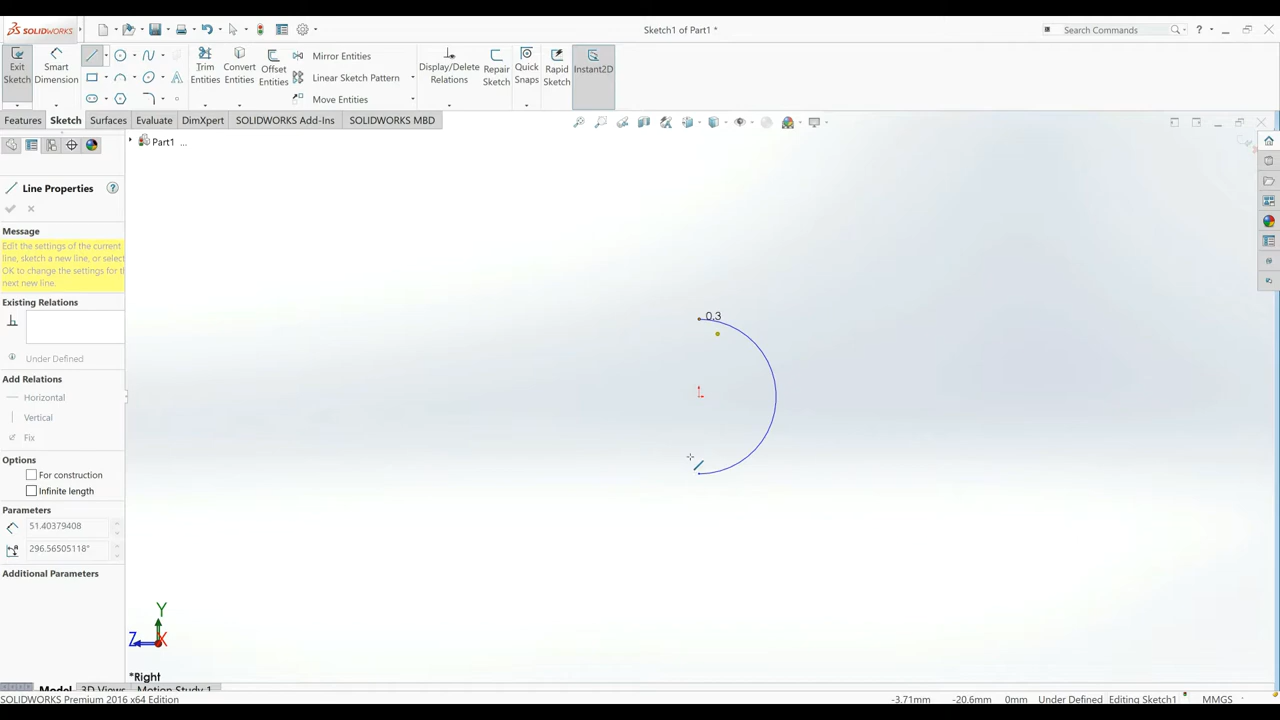 SOLIDWORKS
Sketch1 of Part1 *
Search Commands
Exit Sketch
Smart Dimension
Trim Entities
Convert Entities
Offset Entities
Mirror Entities
Linear Sketch Pattern
Move Entities
Display/Delete Relations
Repair Sketch
Quick Snaps
Rapid Sketch
Instant2D
Features
Sketch
Surfaces
Evaluate
DimXpert
SOLIDWORKS Add-Ins
SOLIDWORKS MBD
Part1 ...
Line Properties
?
Message
Edit the settings of the current
line, sketch a new line, or select
OK to change the settings for the
next new line.
Existing Relations
Under Defined
Add Relations
Horizontal
Vertical
Fix
Options
For construction
Infinite length
Parameters
51.40379408
296.56505118°
Additional Parameters
0.3
Y
Z
X
*Right
Model
3D Views
Motion Study 1
SOLIDWORKS Premium 2016 x64 Edition
-3.71mm
-20.6mm
0mm
Under Defined
Editing Sketch1
MMGS